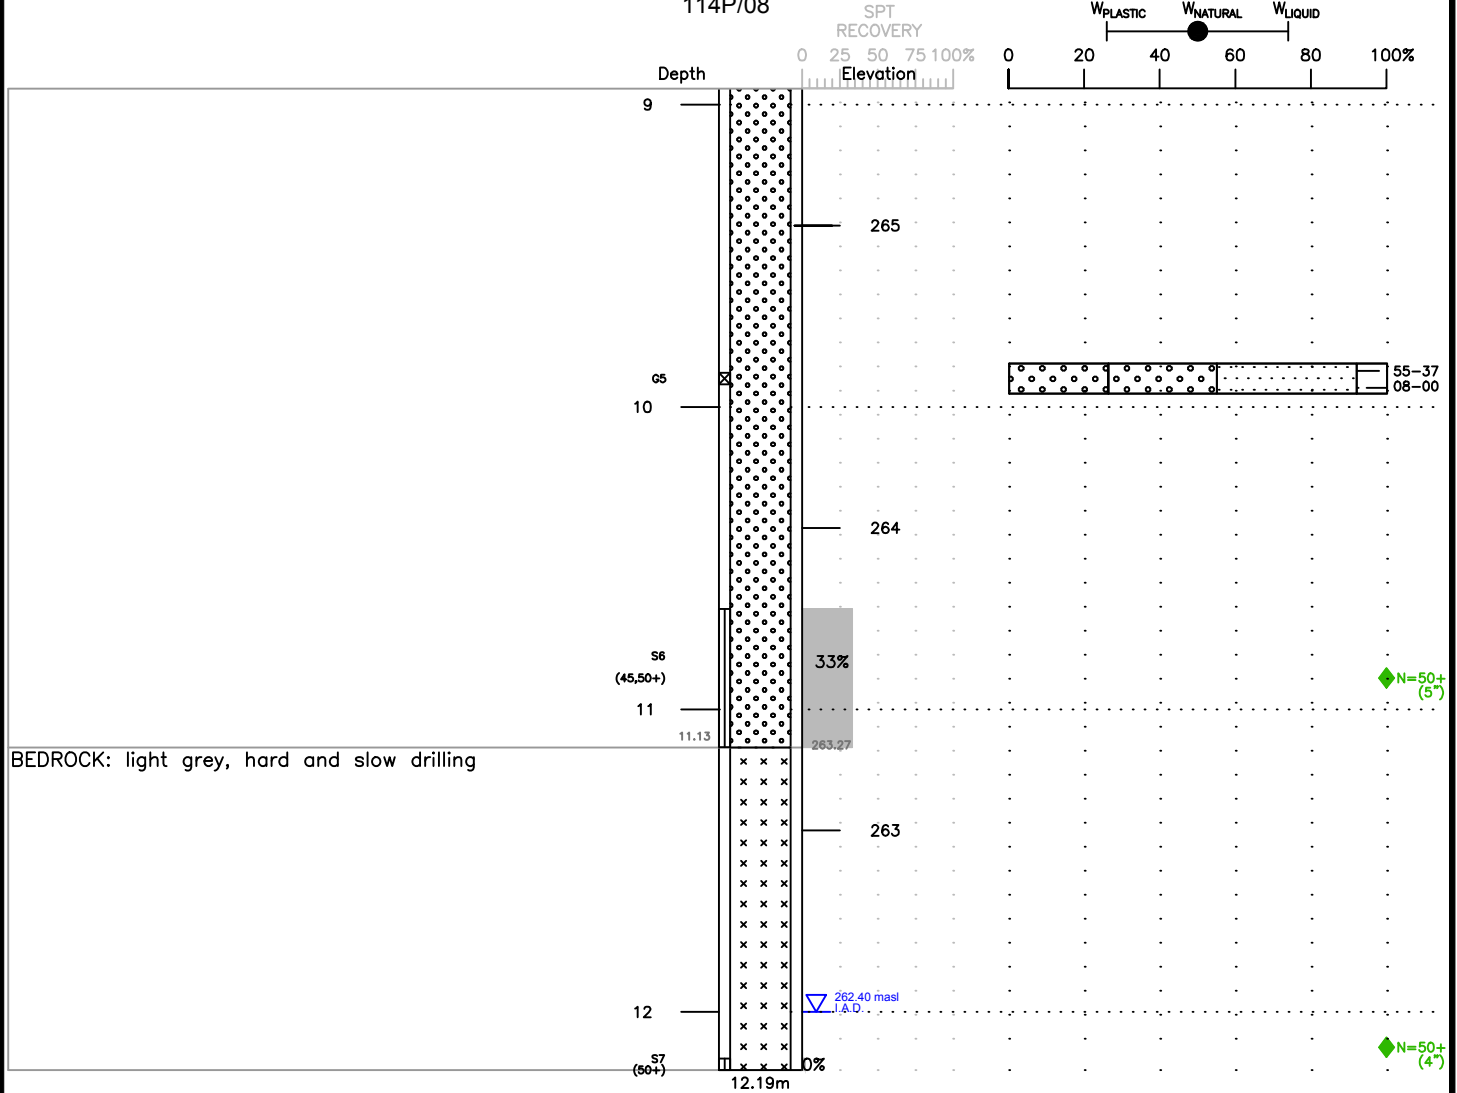 114P/08
SPT
RECOVERY
0 25 50 75 100%
Depth
Elevation
WPLASTIC WNATURAL WLIQUID
0 20 40 60 80 100%
9
265
G5
55-37
08-00
10
264
S6
(45,50+)
33%
N=50+
(5")
11
11.13
263.27
BEDROCK: light grey, hard and slow drilling
263
262.40 masl
I.A.D.
12
S7
(50+)
0%
N=50+
(4")
12.19m